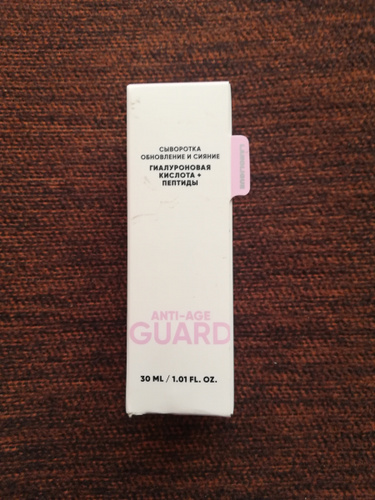 СЫВОРОТКА
ОБНОВЛЕНИЕ И СИЯНИЕ
ГИАЛУРОНОВАЯ
КИСЛОТА +
ПЕПТИДЫ
ANTI-AGE
GUARD
30 ML / 1.01 FL. OZ.